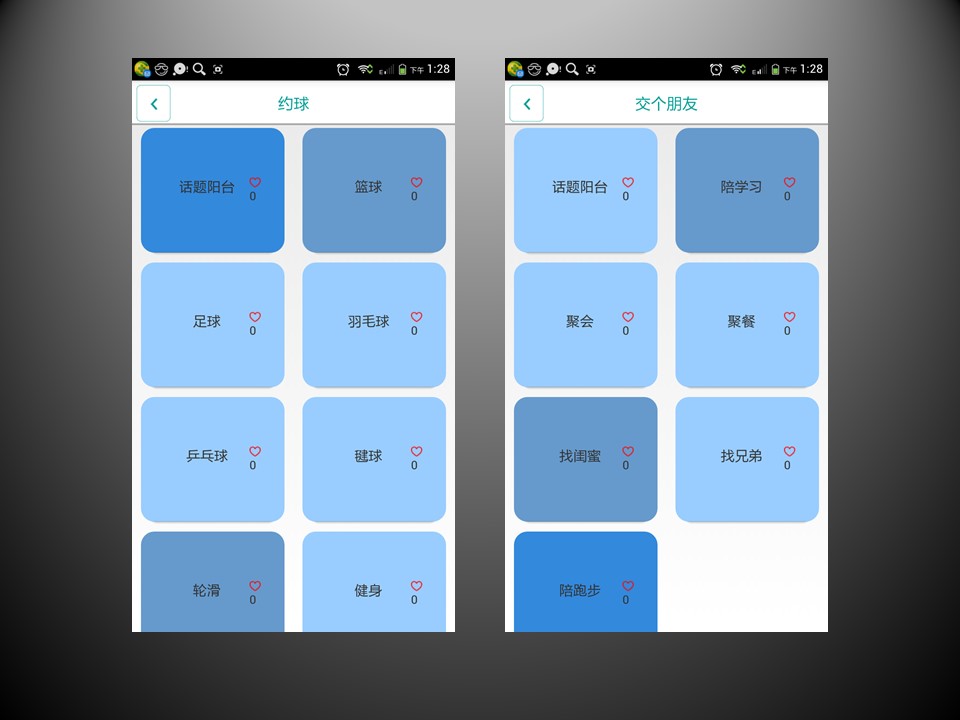 下午 1:28
约球
话题阳台
0
篮球
0
足球
0
羽毛球
0
乒乓球
0
毽球
0
轮滑
0
健身
0
下午 1:28
交个朋友
话题阳台
0
陪学习
0
聚会
0
聚餐
0
找闺蜜
0
找兄弟
0
陪跑步
0